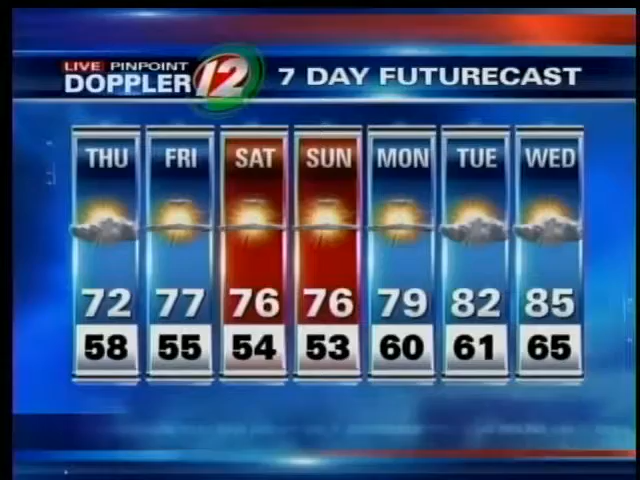 LIVE PINPOINT
DOPPLER 12
7 DAY FUTURECAST
THU FRI SAT SUN MON TUE WED
72 77 76 76 79 82 85
58 55 54 53 60 61 65